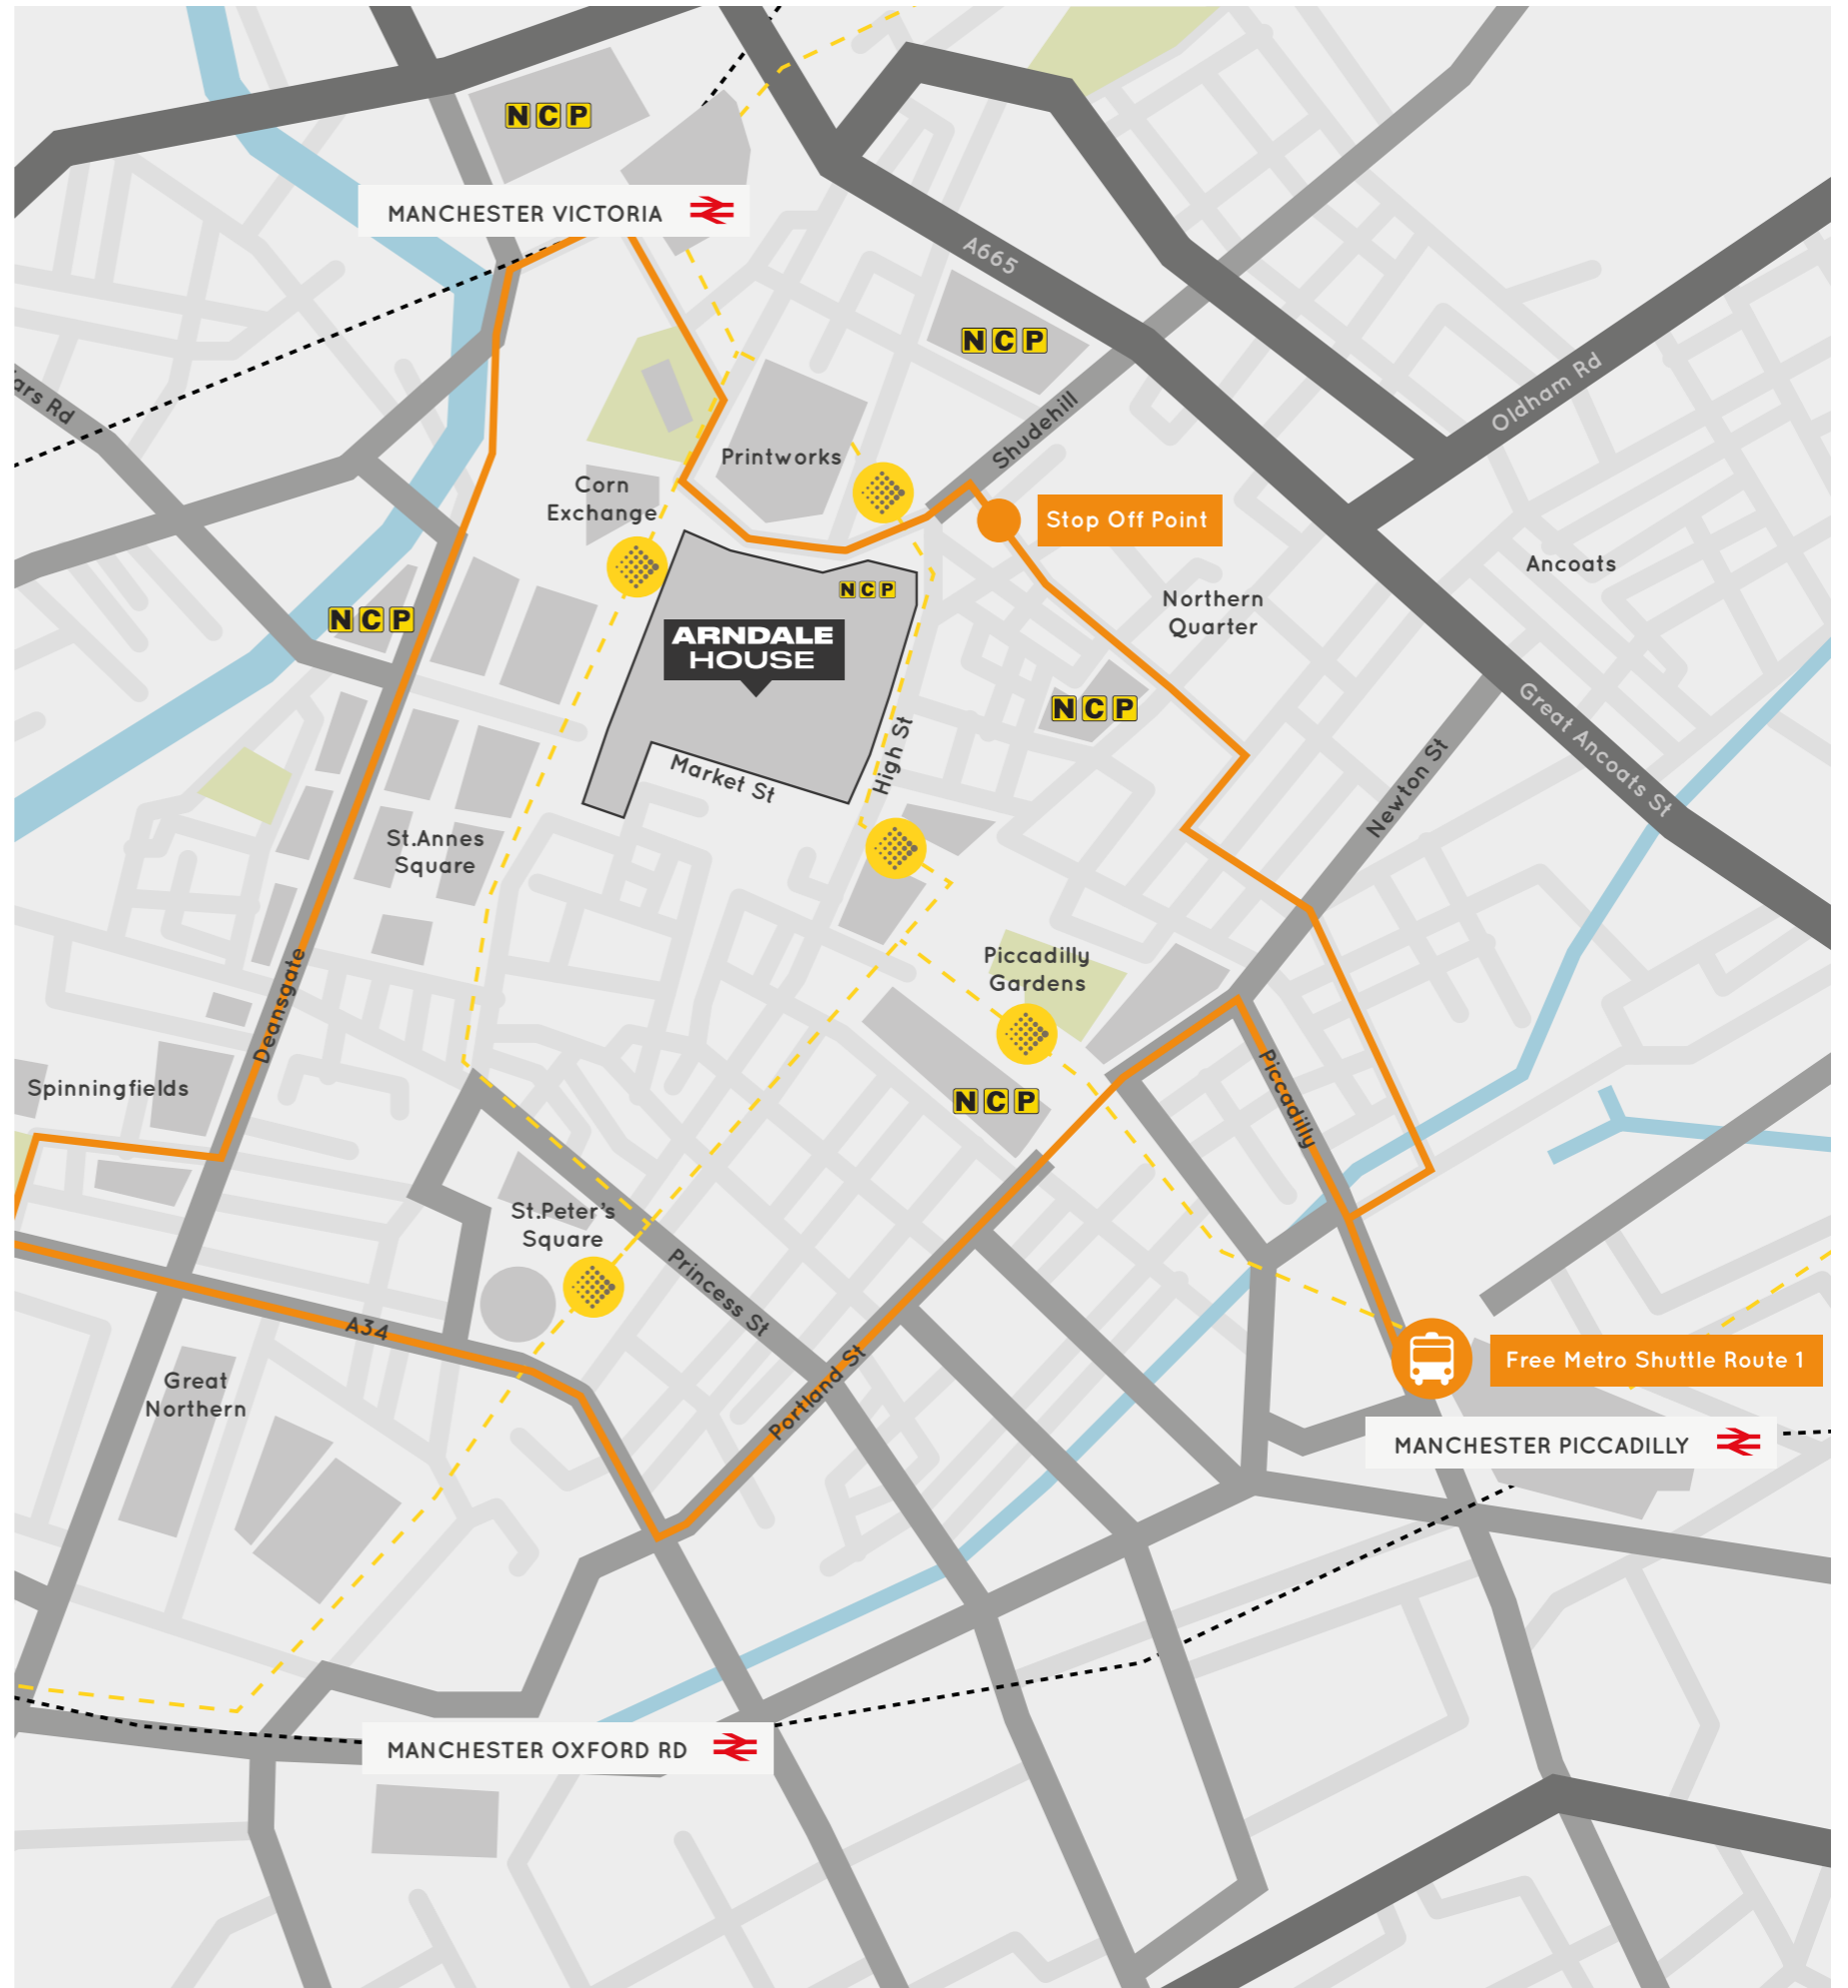 NCP
MANCHESTER VICTORIA
A665
NCP
Oldham Rd
ars Rd
Shudehill
Printworks
Corn
Exchange
Stop Off Point
Ancoats
NCP
Northern
Quarter
NCP
ARNDALE
HOUSE
NCP
Great Ancoats St
High St
Market St
Newton St
St.Annes
Square
Piccadilly
Gardens
Deansgate
Spinningfields
NCP
Piccadilly
St.Peter's
Square
Princess St
A34
Portland St
Free Metro Shuttle Route 1
Great
Northern
MANCHESTER PICCADILLY
MANCHESTER OXFORD RD